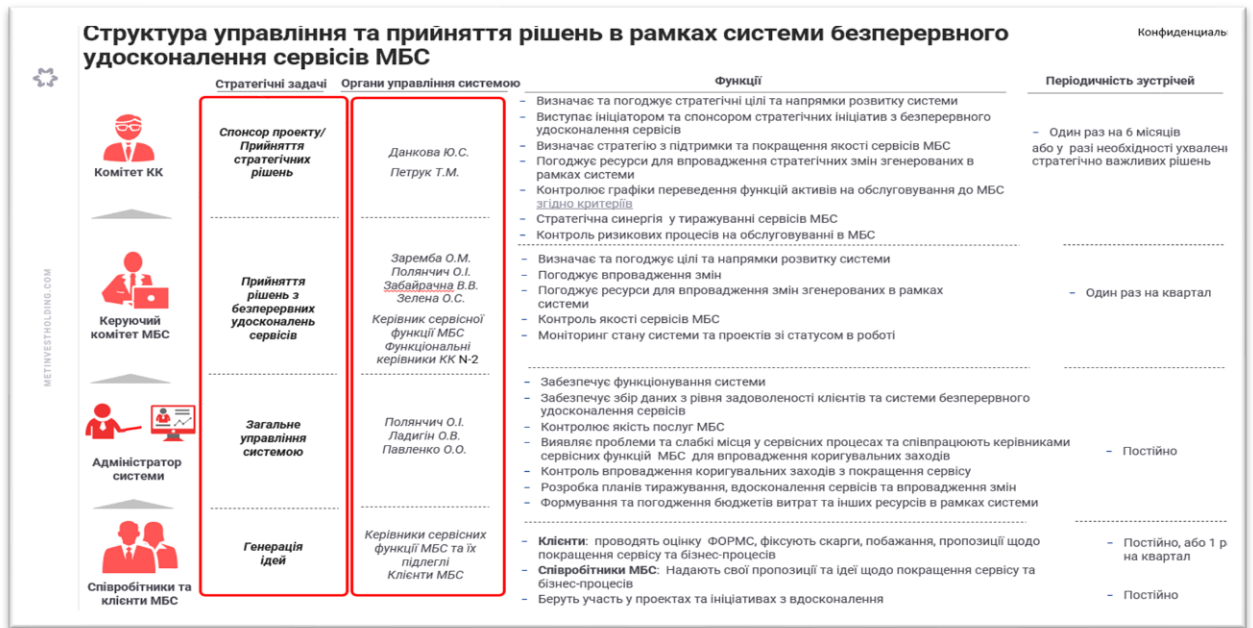 Структура управління та прийняття рішень в рамках системи безперервного
удосконалення сервісів МБС
Конфиденциаль
METINVESTHOLDING.COM
Стратегічні задачі
Органи управління системою
Функції
Періодичність зустрічей
Комітет КК
Спонсор проекту/
Прийняття
стратегічних
рішень
Данкова Ю.С.
Петрук Т.М.
– Визначає та погоджує стратегічні цілі та напрямки розвитку системи
– Виступає ініціатором та спонсором стратегічних ініціатив з безперервного
удосконалення сервісів
– Визначає стратегію з підтримки та покращення якості сервісів МБС
– Погоджує ресурси для впровадження стратегічних змін згенерованих в
рамках системи
– Контролює графіки переведення функцій активів на обслуговування до МБС
згідно критеріїв
– Стратегічна синергія у тиражуванні сервісів МБС
– Контроль ризикових процесів на обслуговуванні в МБС
– Один раз на 6 місяців
або у разі необхідності ухвален
стратегічно важливих рішень
Керуючий
комітет МБС
Прийняття
рішень з
безперервних
удосконалень
сервісів
Заремба О.М.
Полянчич О.І.
Забайрачна В.В.
Зелена О.С.
Керівник сервісної
функції МБС
Функціональні
керівники КК N-2
– Визначає та погоджує цілі та напрямки розвитку системи
– Погоджує впровадження змін
– Погоджує ресурси для впровадження змін згенерованих в рамках
системи
– Контроль якості сервісів МБС
– Моніторинг стану системи та проектів зі статусом в роботі
– Один раз на квартал
Адміністратор
системи
Загальне
управління
системою
Полянчич О.І.
Ладигін О.В.
Павленко О.О.
– Забезпечує функціонування системи
– Забезпечує збір даних з рівня задоволеності клієнтів та системи безперервного
удосконалення сервісів
– Контролює якість послуг МБС
– Виявляє проблеми та слабкі місця у сервісних процесах та співпрацюють керівниками
сервісних функцій МБС для впровадження коригувальних заходів
– Контроль впровадження коригувальних заходів з покращення сервісу
– Розробка планів тиражування, вдосконалення сервісів та впровадження змін
– Формування та погодження бюджетів витрат та інших ресурсів в рамках системи
– Постійно
Співробітники та
клієнти МБС
Генерація
ідей
Керівники сервісних
функції МБС та їх
підлеглі
Клієнти МБС
– Клієнти: проводять оцінку ФОРМС, фіксують скарги, побажання, пропозиції щодо
покращення сервісу та бізнес-процесів
– Співробітники МБС: Надають свої пропозиції та ідеї щодо покращення сервісу та
бізнес-процесів
– Беруть участь у проектах та ініціативах з вдосконалення
– Постійно, або 1 р
на квартал
– Постійно